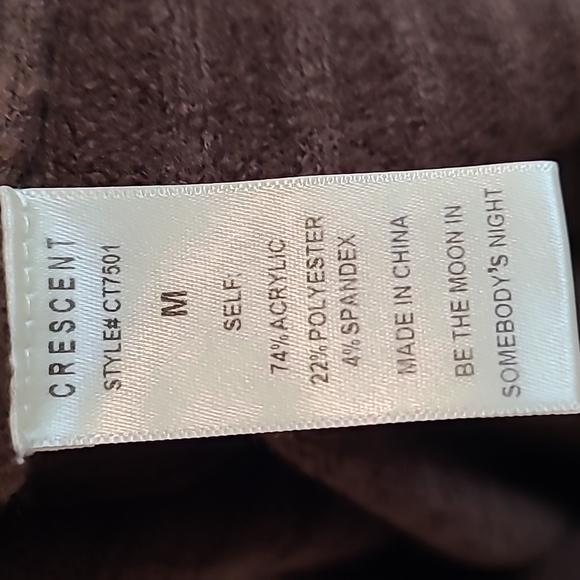 CRESCENT
STYLE# CT7501
M
SELF:
74%ACRYLIC
22%POLYESTER
4%SPANDEX
MADE IN CHINA
BE THE MOON IN
SOMEBODY'S NIGHT